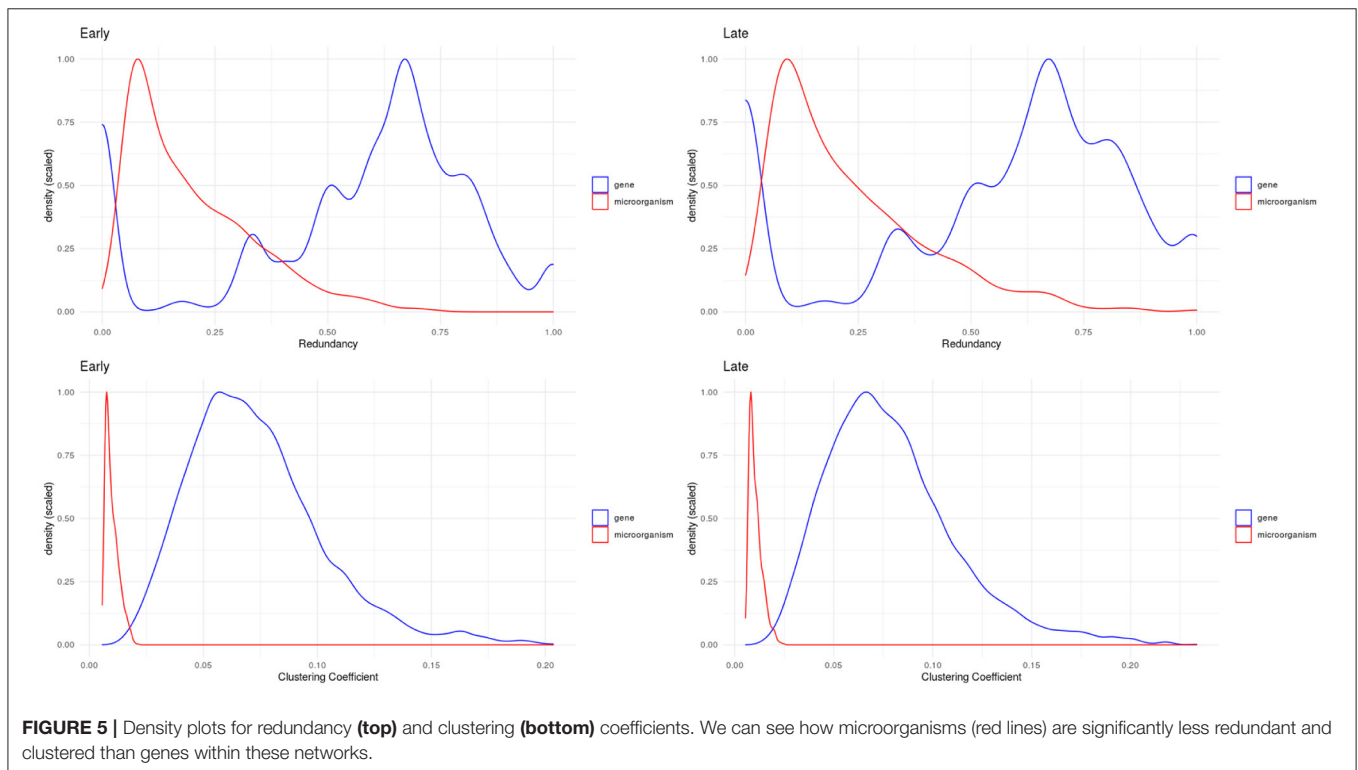 Early
1.00
0.75
0.50
0.25
0.00
density (scaled)
0.00 0.25 0.50 0.75 1.00
Redundancy
gene
microorganism
Late
1.00
0.75
0.50
0.25
0.00
density (scaled)
0.00 0.25 0.50 0.75 1.00
Redundancy
gene
microorganism
Early
1.00
0.75
0.50
0.25
0.00
density (scaled)
0.00 0.05 0.10 0.15 0.20
Clustering Coefficient
gene
microorganism
Late
1.00
0.75
0.50
0.25
0.00
density (scaled)
0.00 0.05 0.10 0.15 0.20
Clustering Coefficient
gene
microorganism
FIGURE 5 | Density plots for redundancy (top) and clustering (bottom) coefficients. We can see how microorganisms (red lines) are significantly less redundant and
clustered than genes within these networks.